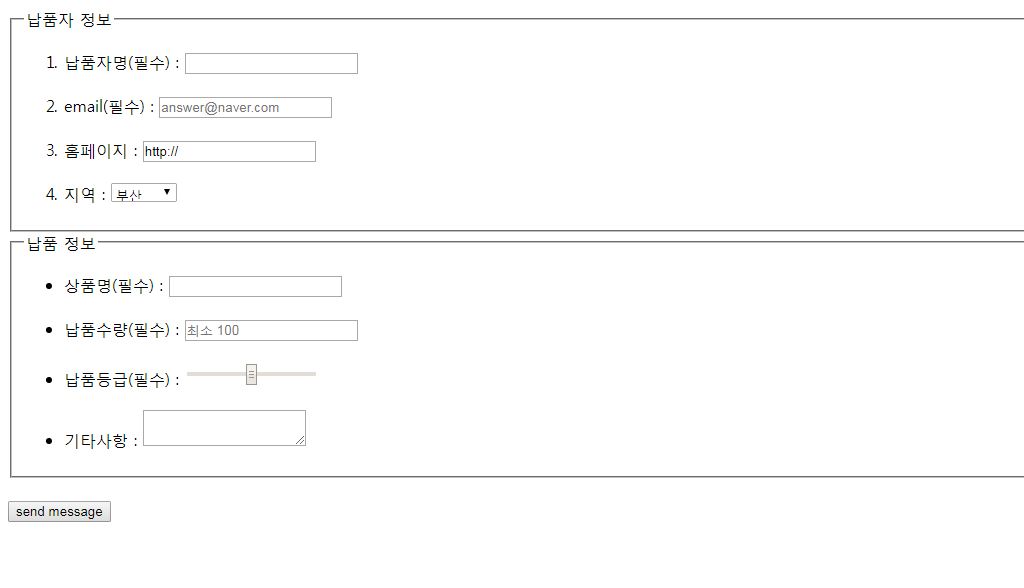 납품자 정보
1. 납품자명(필수) :
2. email(필수) : answer@naver.com
3. 홈페이지 : http://
4. 지역 : 부산
납품 정보
• 상품명(필수) :
• 납품수량(필수) : 최소 100
• 납품등급(필수) :
• 기타사항 :
send message